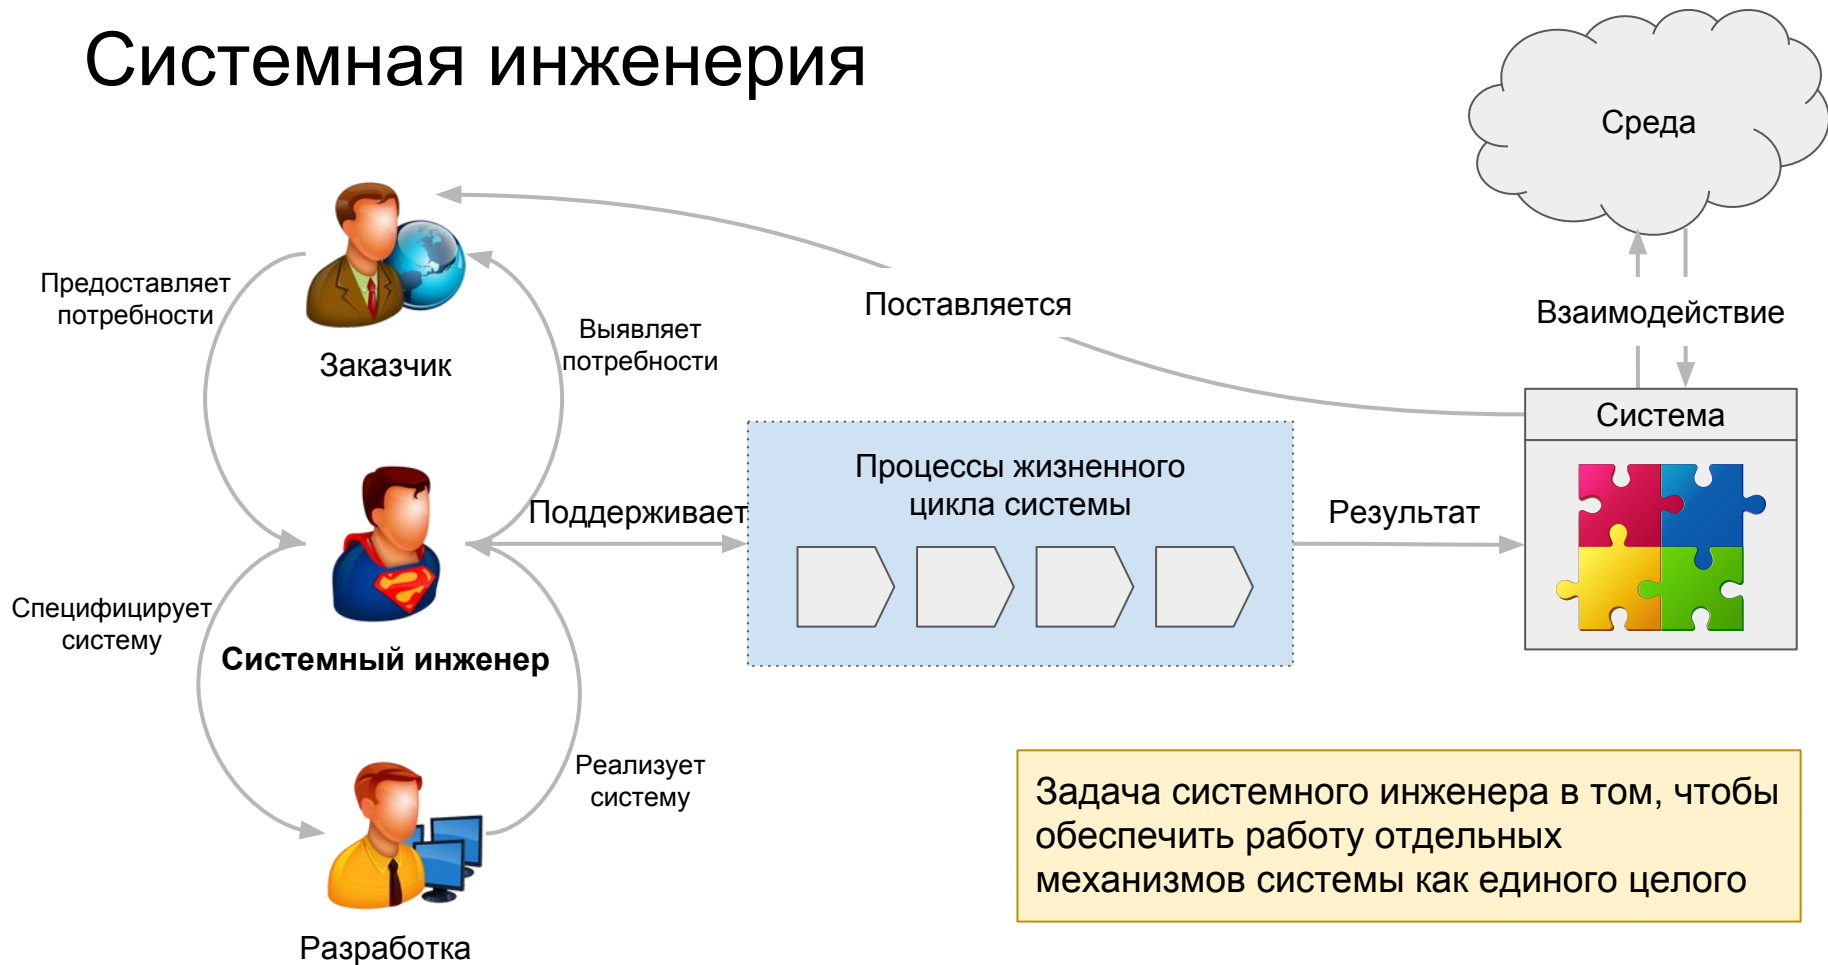 Системная инженерия
Среда
Предоставляет
потребности
Заказчик
Выявляет
потребности
Поставляется
Взаимодействие
Система
Процессы жизненного
цикла системы
Поддерживает
Результат
Специфицирует
систему
Системный инженер
Реализует
систему
Задача системного инженера в том, чтобы
обеспечить работу отдельных
механизмов системы как единого целого
Разработка